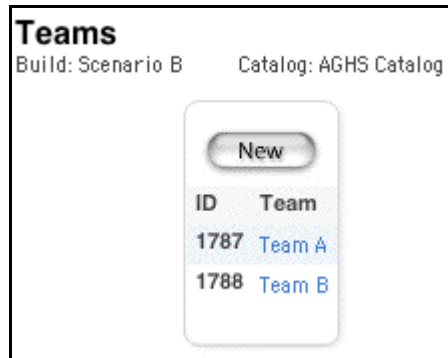 Teams
Build: Scenario B Catalog: AGHS Catalog
New
ID Team
1787 Team A
1788 Team B